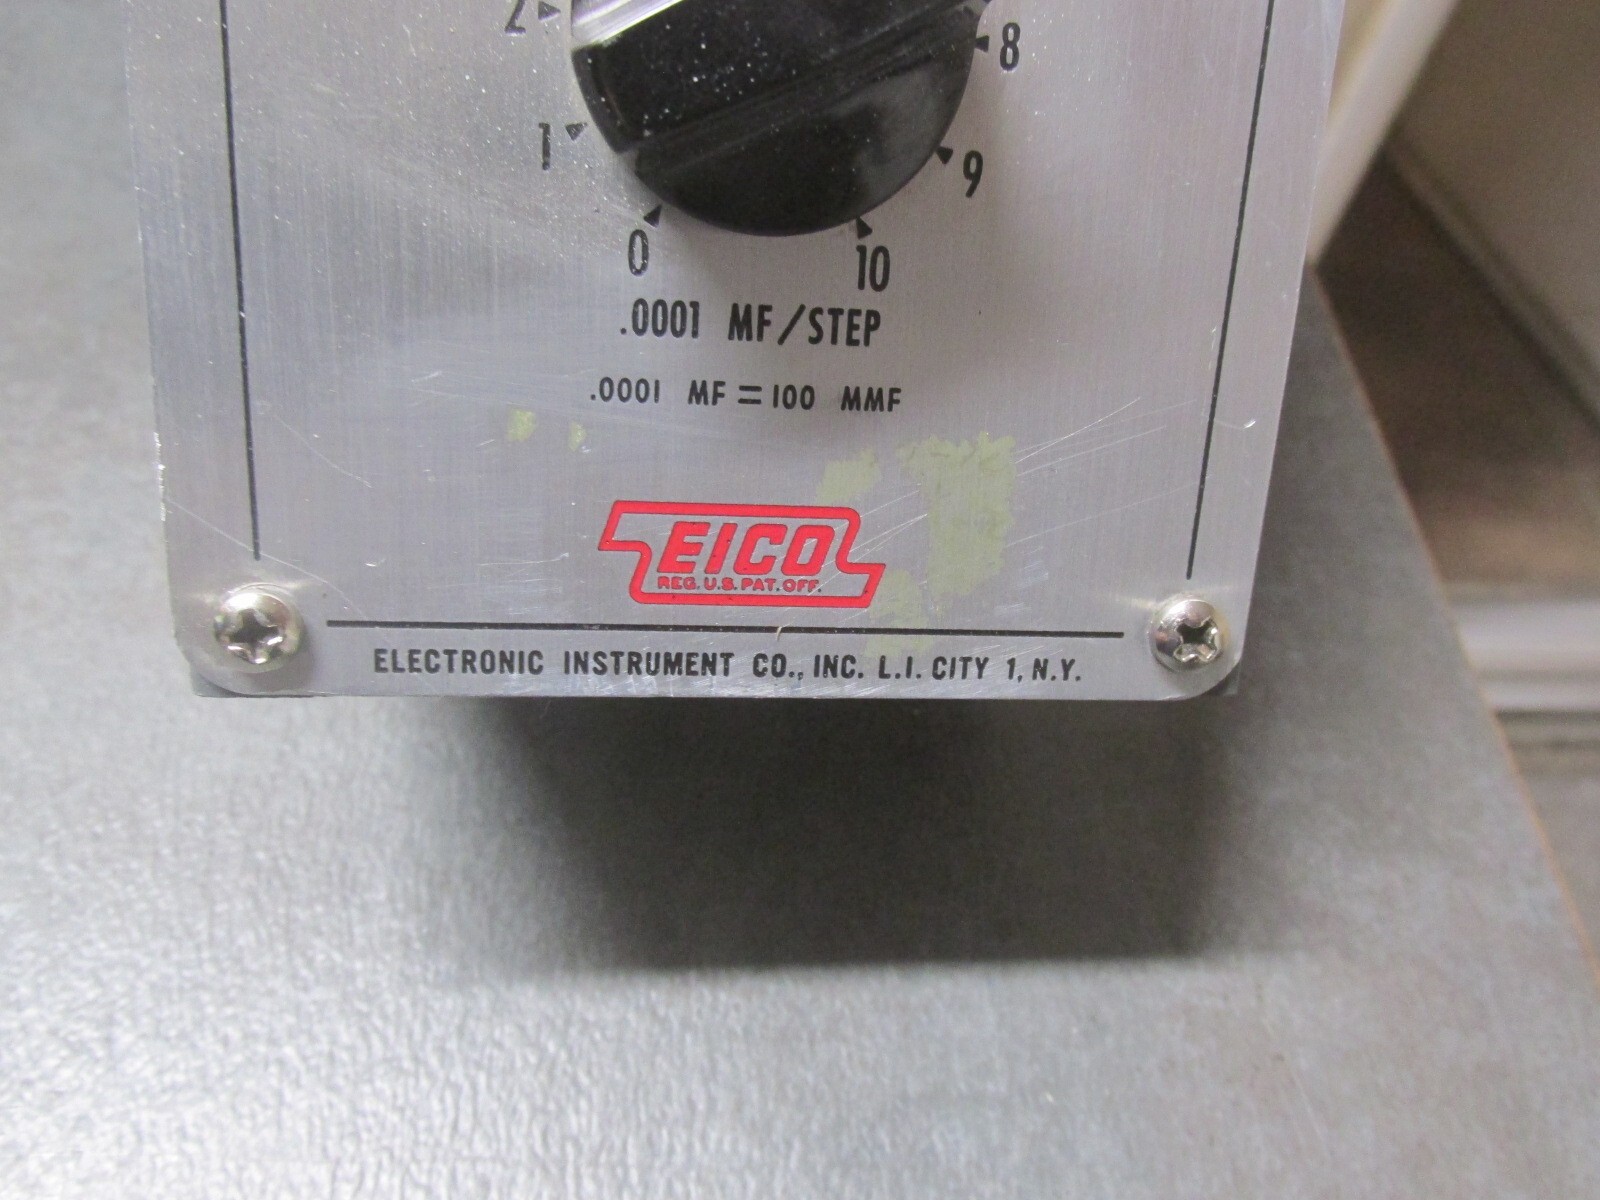 2
8
1
9
0
10
.0001 MF/STEP
.0001 MF = 100 MMF
EICO
REG. U.S. PAT. OFF.
ELECTRONIC INSTRUMENT CO., INC. L.I. CITY 1, N.Y.